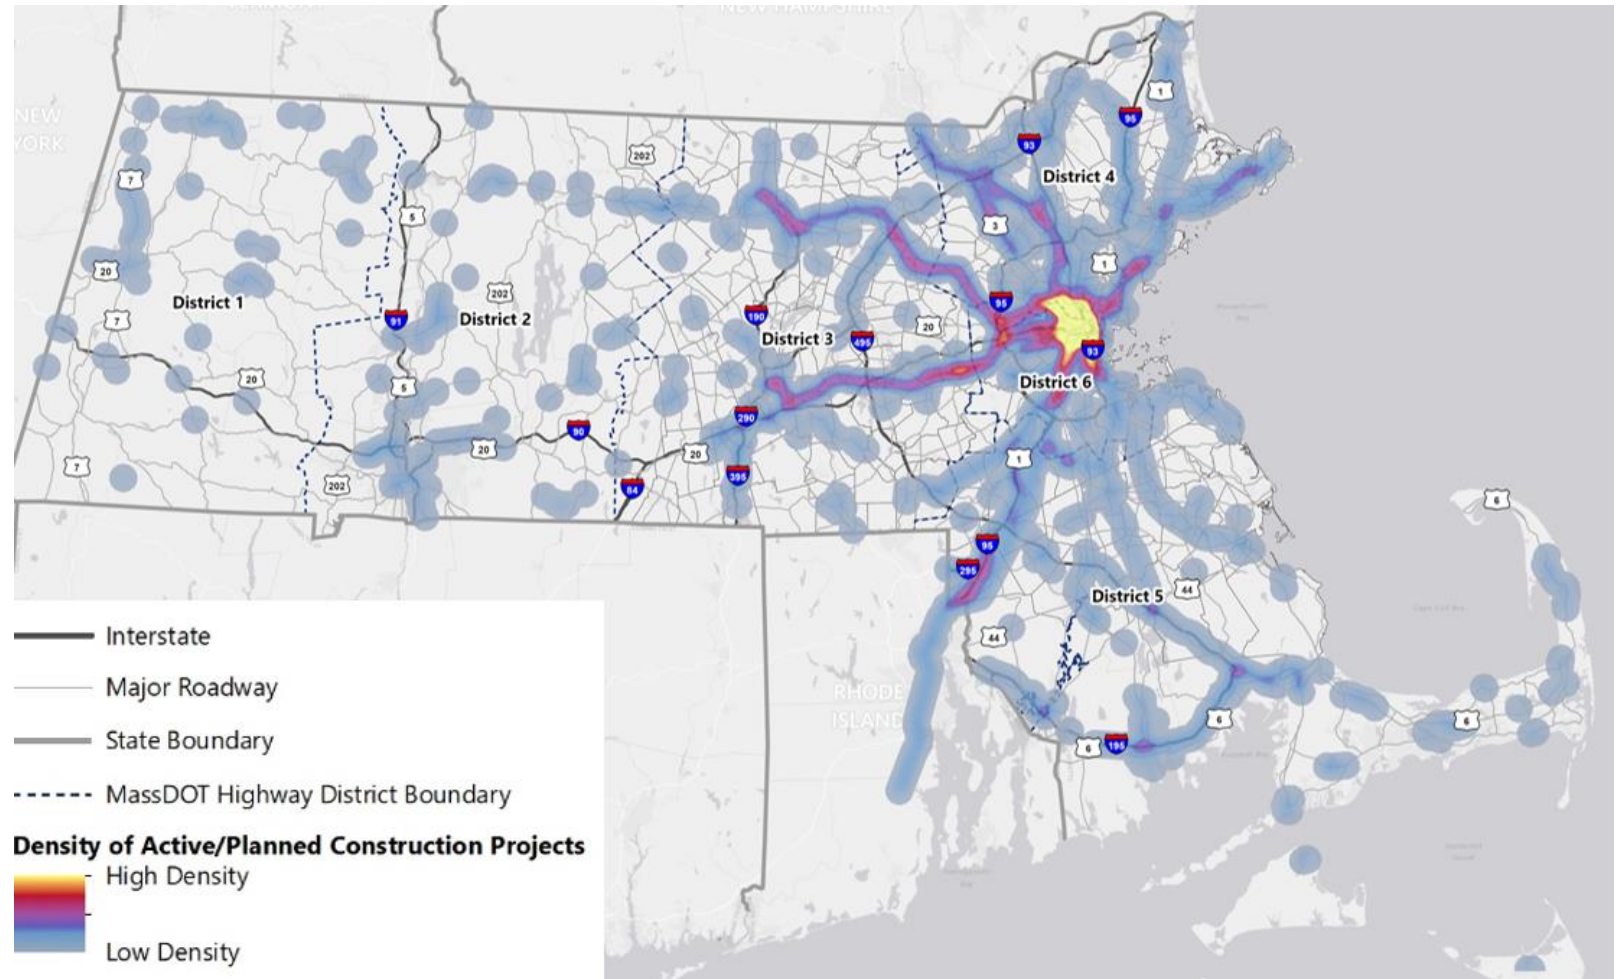 VERMONT
NEW HAMPSHIRE
NEW
YORK
1
95
93
202
District 4
7
5
3
20
1
District 1
202
95
District 2
91
190
7
20
District 3
495
93
20
5
District 6
290
90
20
20
1
7
202
84
395
6
95
295
District 5
44
44
RHODE
ISLAND
6
6
6
195
Interstate
Major Roadway
State Boundary
MassDOT Highway District Boundary
Density of Active/Planned Construction Projects
High Density
Low Density